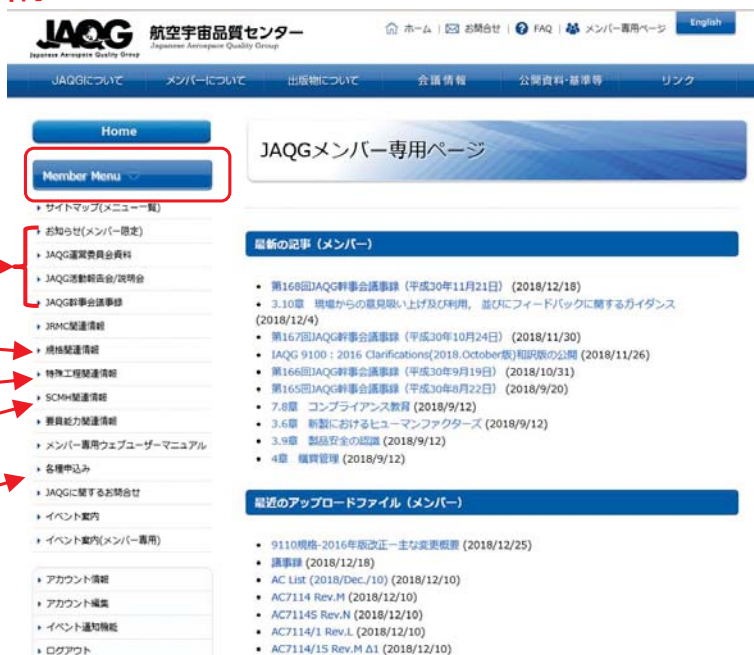 JAQG
Japanese Aerospace Quality Group
航空宇宙品質センター
Japanese Aerospace Quality Group
ホーム | お問合せ | FAQ | メンバー専用ページ
English
JAQGについて メンバーについて 出版物について 会議情報 公開資料・基準等 リンク
Home
Member Menu
サイトマップ(メニュー一覧)
お知らせ(メンバー限定)
JAQG運営委員会資料
JAQG活動報告会/説明会
JAQG幹事会議事録
JRMC関連情報
規格関連情報
特殊工程関連情報
SCMH関連情報
要員能力関連情報
メンバー専用ウェブユーザーマニュアル
各種申込み
JAQGに関するお問合せ
イベント案内
イベント案内(メンバー専用)
アカウント情報
アカウント編集
イベント通知機能
ログアウト
JAQGメンバー専用ページ
最新の記事（メンバー）
第168回JAQG幹事会議事録（平成30年11月21日） (2018/12/18)
3.10章 現場からの意見吸い上げ及び利用、並びにフィードバックに関するガイダンス
(2018/12/4)
第167回JAQG幹事会議事録（平成30年10月24日） (2018/11/30)
IAQG 9100：2016 Clarifications(2018.October版)和訳版の公開 (2018/11/26)
第166回JAQG幹事会議事録（平成30年9月19日） (2018/10/31)
第165回JAQG幹事会議事録（平成30年8月22日） (2018/9/20)
7.8章 コンプライアンス教育 (2018/9/12)
3.6章 新製におけるヒューマンファクターズ (2018/9/12)
3.9章 製品安全の認識 (2018/9/12)
4章 購買管理 (2018/9/12)
最近のアップロードファイル（メンバー）
9110規格-2016年版改正ー主な変更概要 (2018/12/25)
議事録 (2018/12/18)
AC List (2018/Dec./10) (2018/12/10)
AC7114 Rev.M (2018/12/10)
AC7114S Rev.N (2018/12/10)
AC7114/1 Rev.L (2018/12/10)
AC7114/1S Rev.M Δ1 (2018/12/10)